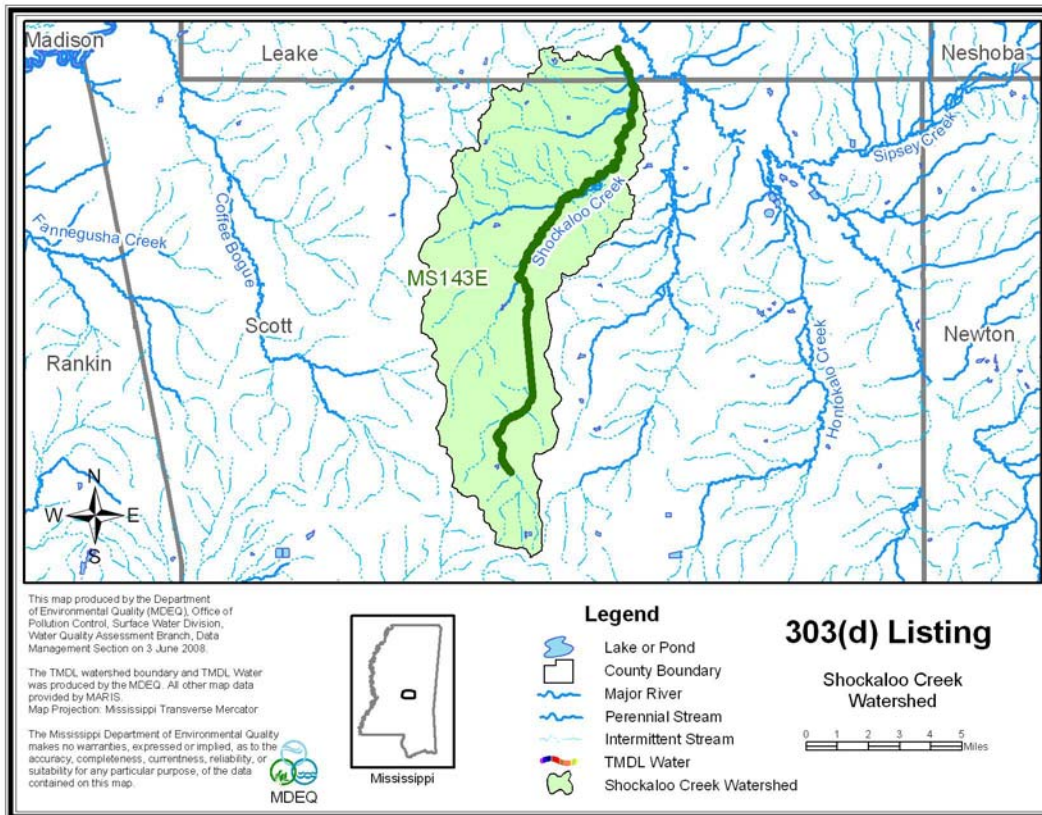 Madison
Leake
Neshoba
Sipsey Creek
Fannegusha Creek
Coffee Bogue
Shockaloo Creek
MS143E
Scott
Rankin
Newton
Hontokalo Creek
N
W E
S
This map produced by the Department
of Environmental Quality (MDEQ), Office of
Pollution Control, Surface Water Division,
Water Quality Assessment Branch, Data
Management Section on 3 June 2008.
The TMDL watershed boundary and TMDL Water
was produced by the MDEQ. All other map data
provided by MARIS.
Map Projection: Mississippi Transverse Mercator
The Mississippi Department of Environmental Quality
makes no warranties, expressed or implied, as to the
accuracy, completeness, currentness, reliability, or
suitability for any particular purpose, of the data
contained on this map.
MDEQ
Mississippi
Legend
Lake or Pond
County Boundary
Major River
Perennial Stream
Intermittent Stream
TMDL Water
Shockaloo Creek Watershed
303(d) Listing
Shockaloo Creek
Watershed
0 1 2 3 4 5
Miles